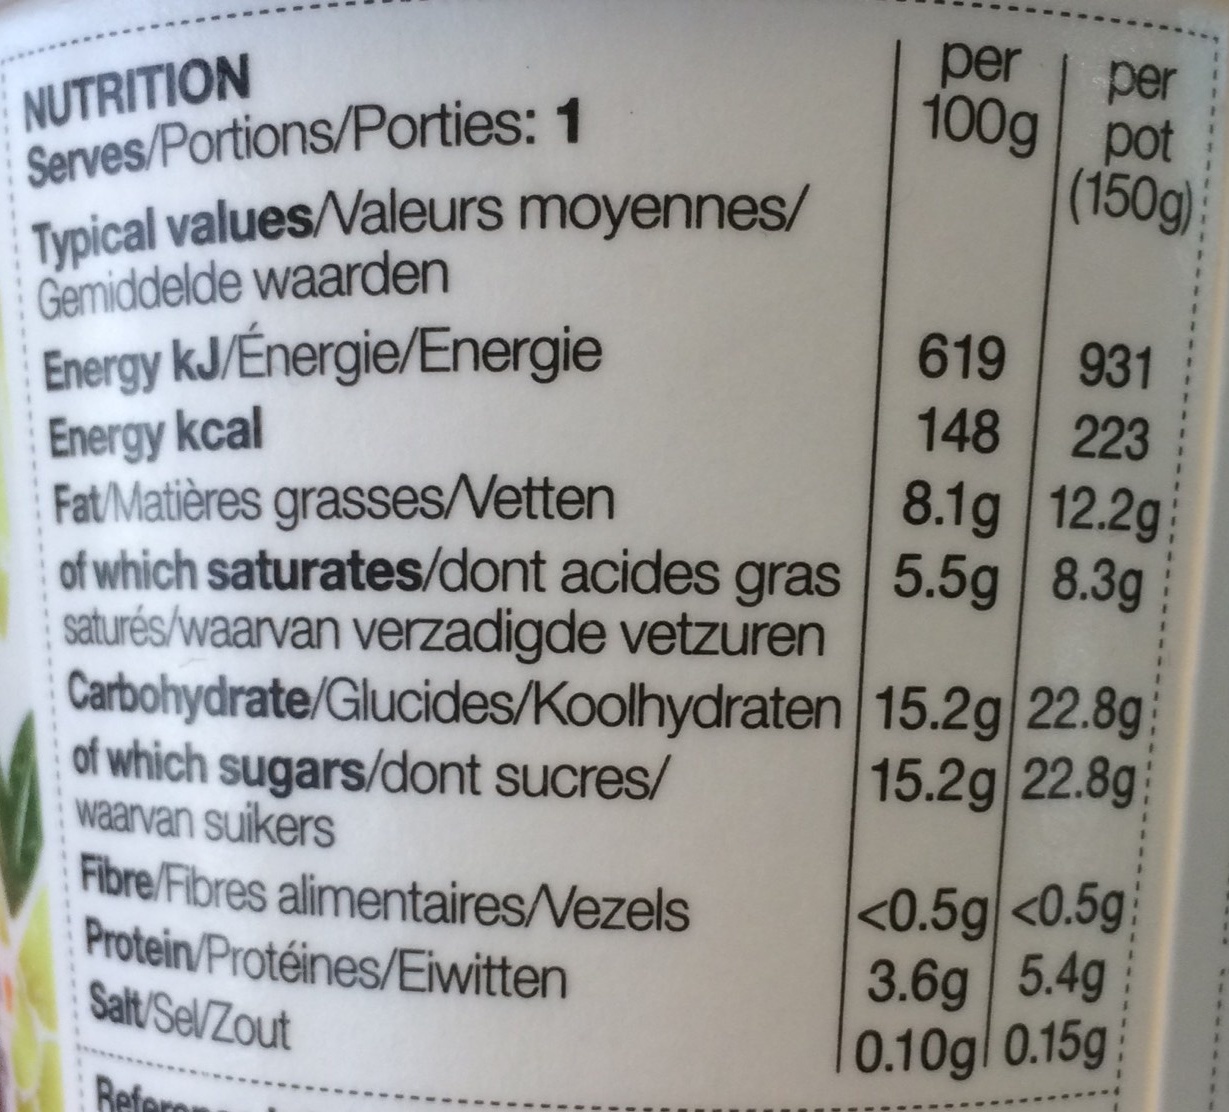 NUTRITION
Serves/Portions/Porties: 1
per 100g
per pot (150g)
Typical values/Valeurs moyennes/
Gemiddelde waarden
Energy kJ/Énergie/Energie 619 931
Energy kcal 148 223
Fat/Matières grasses/Vetten 8.1g 12.2g
of which saturates/dont acides gras 5.5g 8.3g
saturés/waarvan verzadigde vetzuren
Carbohydrate/Glucides/Koolhydraten 15.2g 22.8g
of which sugars/dont sucres/ 15.2g 22.8g
waarvan suikers
Fibre/Fibres alimentaires/Vezels <0.5g <0.5g
Protein/Protéines/Eiwitten 3.6g 5.4g
Salt/Sel/Zout 0.10g 0.15g